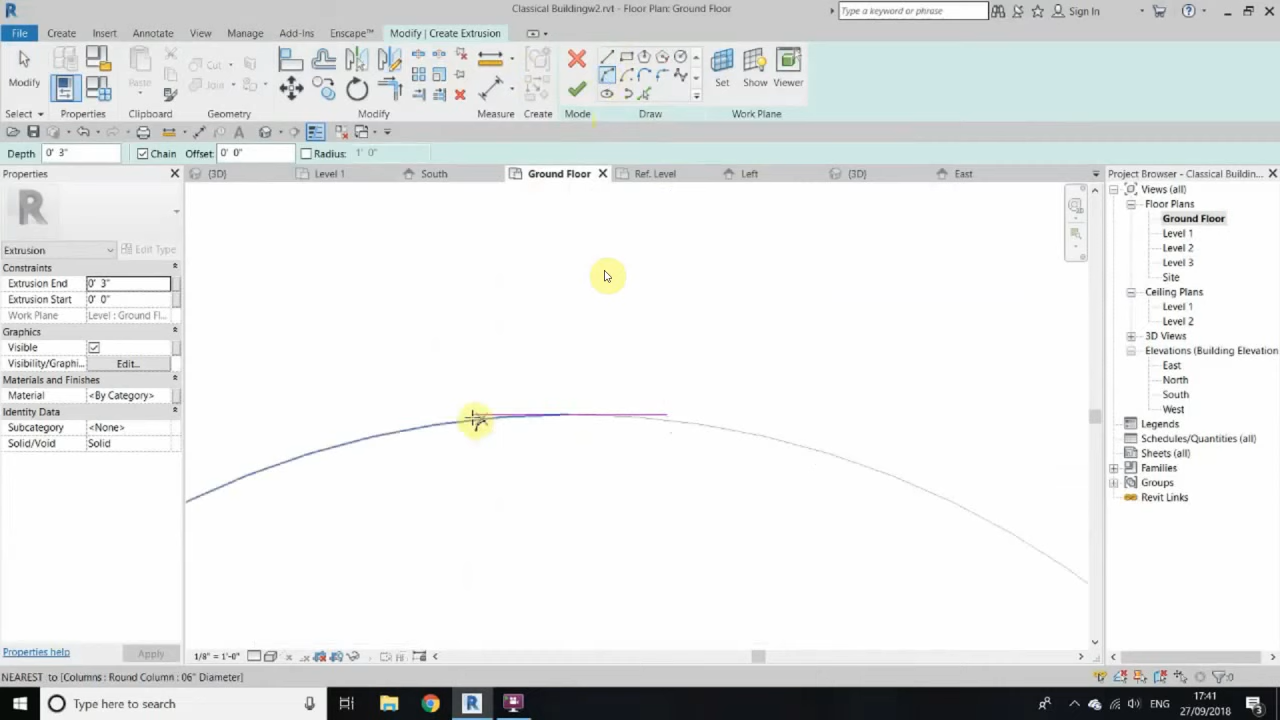 Classical Buildingw2.rvt - Floor Plan: Ground Floor
Type a keyword or phrase
Sign In
File
Create
Insert
Annotate
View
Manage
Add-Ins
Enscape™
Modify | Create Extrusion
Modify
Paste
Cut
Join
Set
Show
Viewer
Select
Properties
Clipboard
Geometry
Modify
Measure
Create
Mode
Draw
Work Plane
Depth
0' 3"
Chain
Offset:
0' 0"
Radius:
1' 0"
Properties
(3D)
Level 1
South
Ground Floor
Ref. Level
Left
(3D)
East
Project Browser - Classical Buildin...
R
Extrusion
Edit Type
Constraints
Extrusion End
0' 3"
Extrusion Start
0' 0"
Work Plane
Level : Ground Fl...
Graphics
Visible
Visibility/Graphi...
Edit...
Materials and Finishes
Material
<By Category>
Identity Data
Subcategory
<None>
Solid/Void
Solid
Properties help
Apply
Views (all)
Floor Plans
Ground Floor
Level 1
Level 2
Level 3
Site
Ceiling Plans
Level 1
Level 2
3D Views
Elevations (Building Elevation
East
North
South
West
Legends
Schedules/Quantities (all)
Sheets (all)
Families
Groups
Revit Links
1/8" = 1'-0"
NEAREST to [Columns : Round Column : 06" Diameter]
:0
Type here to search
ENG
17:41
27/09/2018
3